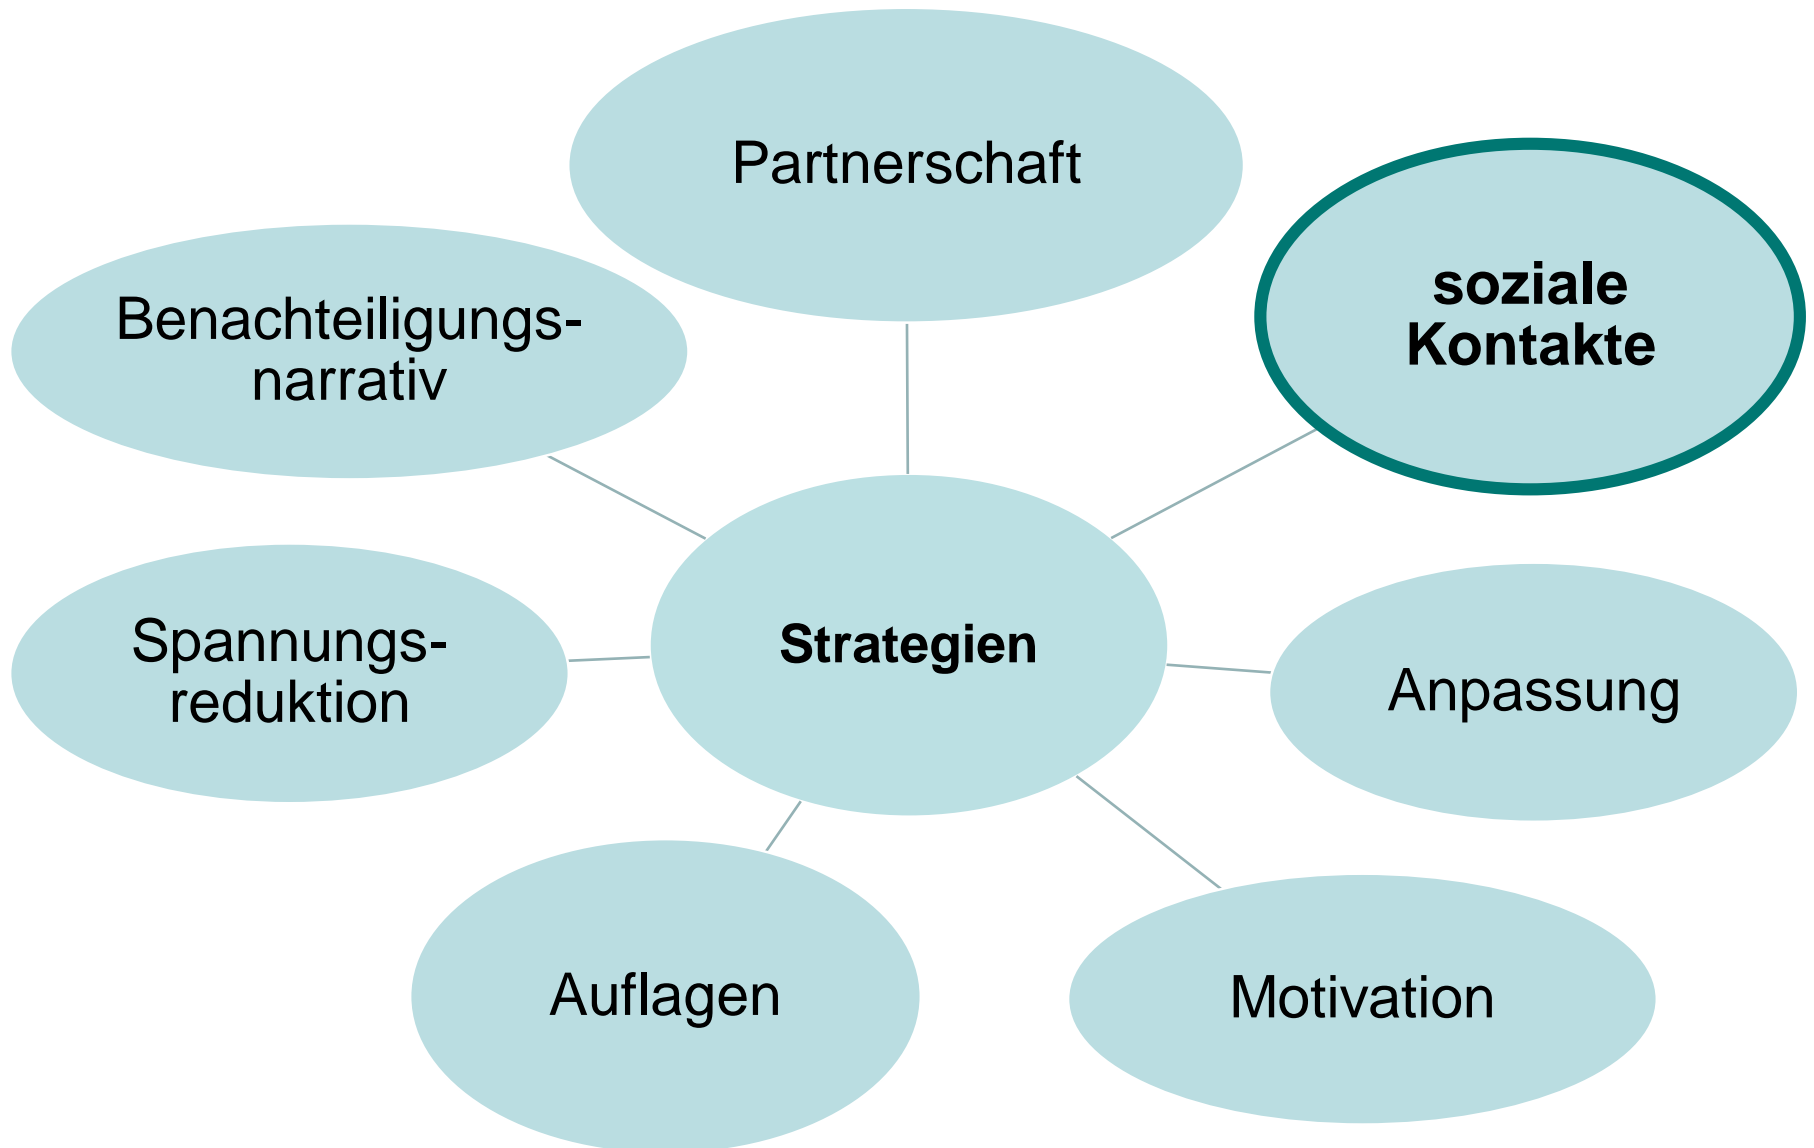 Partnerschaft
soziale
Kontakte
Benachteiligungs-
narrativ
Strategien
Spannungs-
reduktion
Anpassung
Auflagen
Motivation